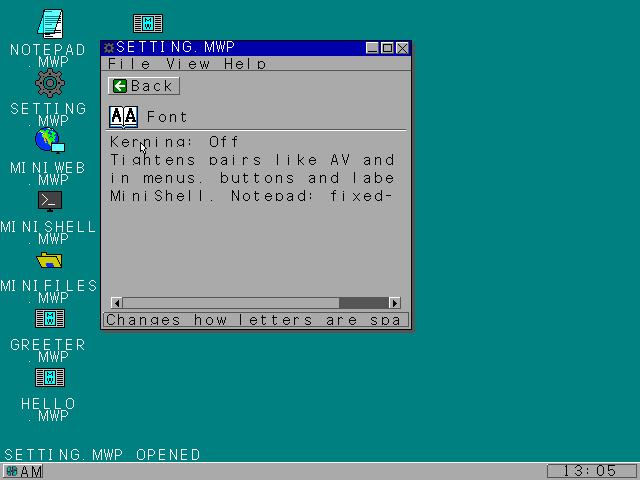 NOTEPAD
.MWP
SETTING
.MWP
MINIWEB
.MWP
MINISHELL
.MWP
MINIFILES
.MWP
GREETER
.MWP
HELLO
.MWP
SETTING.MWP
File View Help
Back
Font
Kerning: Off
Tightens pairs like AV and
in menus, buttons and labe
MiniShell, Notepad: fixed-
Changes how letters are spa
SETTING.MWP OPENED
AM
13:05